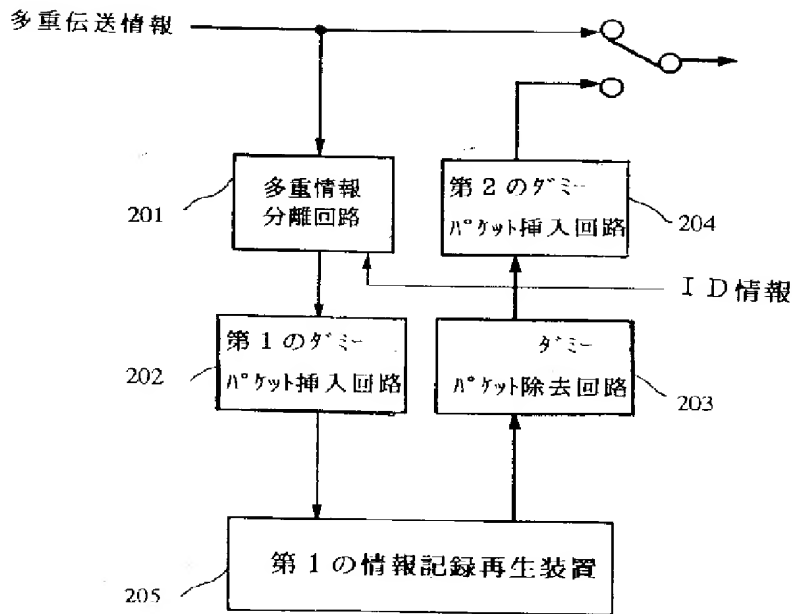 多重伝送情報
多重情報
分離回路
201
第2のダミー
パケット挿入回路
204
ID情報
第1のダミー
パケット挿入回路
202
ダミー
パケット除去回路
203
第1の情報記録再生装置
205